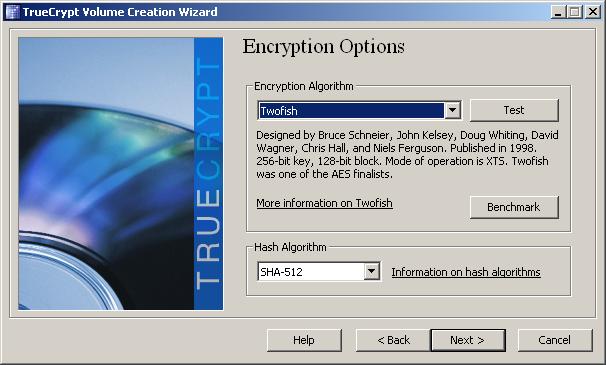 TrueCrypt Volume Creation Wizard
TRUECRYPT
Encryption Options
Encryption Algorithm
Twofish
Test
Designed by Bruce Schneier, John Kelsey, Doug Whiting, David
Wagner, Chris Hall, and Niels Ferguson. Published in 1998.
256-bit key, 128-bit block. Mode of operation is XTS. Twofish
was one of the AES finalists.
More information on Twofish
Benchmark
Hash Algorithm
SHA-512
Information on hash algorithms
Help
< Back
Next >
Cancel